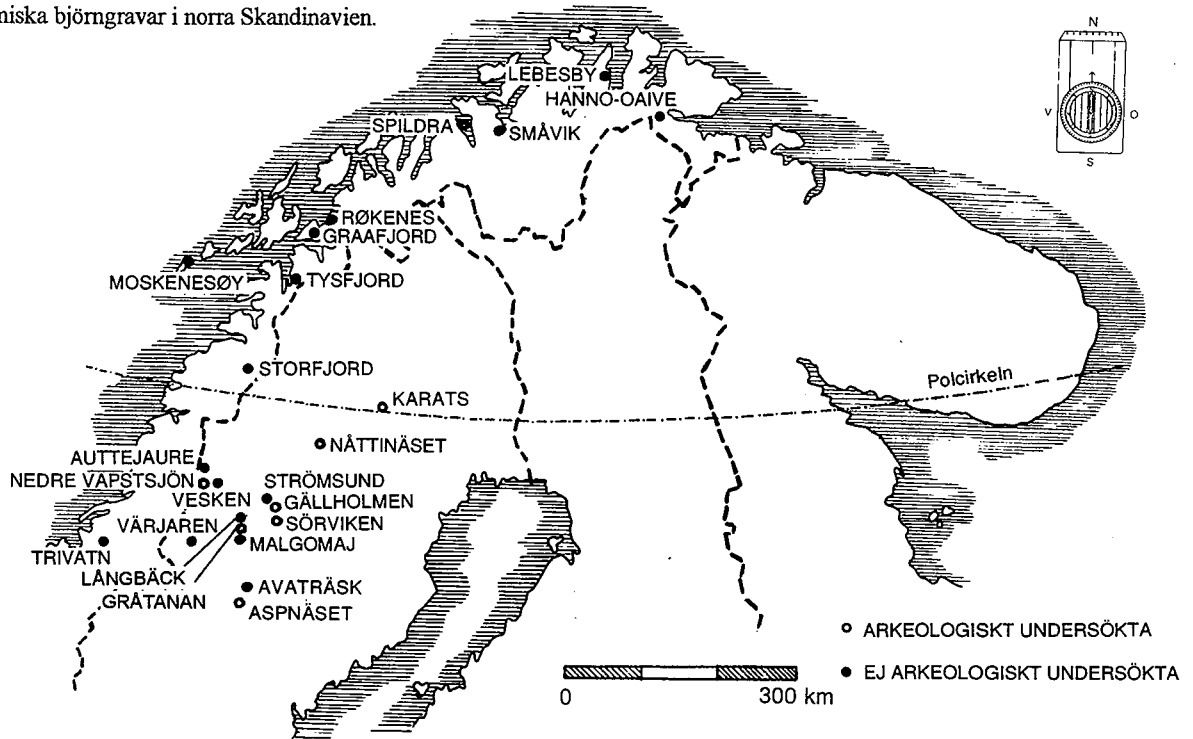 miska björngravar i norra Skandinavien.
N
V
O
S
LEBESBY
HANNO-OAIVE
SPILDRA
SMÅVIK
RØKENES
GRAAFJORD
MOSKENESØY
TYSFJORD
STORFJORD
Polcirkeln
KARATS
NÅTTINÄSET
AUTTEJAURE
NEDRE VAPSTSJÖN
VESKEN
STRÖMSUND
GÄLLHOLMEN
SÖRVIKEN
VÄRJAREN
MALGOMAJ
TRIVATN
LÅNGBÄCK
GRÅTANAN
AVATRÄSK
ASPNÄSET
ARKEOLOGISKT UNDERSÖKTA
EJ ARKEOLOGISKT UNDERSÖKTA
0
300 km